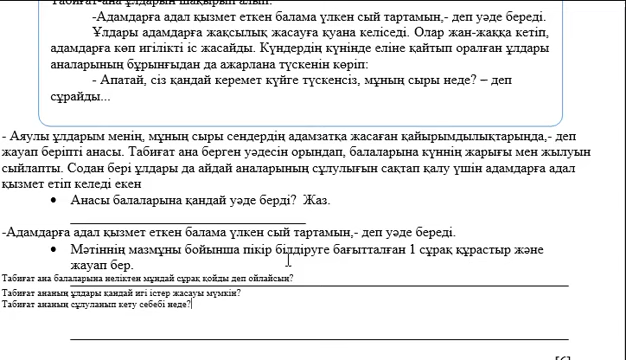 Табиғат-ана ұлдарын шақырып алып:
-Адамдарға адал қызмет еткен балама үлкен сый тартамын,- деп уәде береді.
Ұлдары адамдарға жақсылық жасауға қуана келіседі. Олар жан-жаққа кетіп,
адамдарға көп игілікті іс жасайды. Күндердің күнінде еліне қайтып оралған ұлдары
аналарының бұрынғыдан да ажарлана түскенін көріп:
- Апатай, сіз қандай керемет күйге түскенсіз, мұның сыры неде? – деп
сұрайды...
- Аяулы ұлдарым менің, мұның сыры сендердің адамзатқа жасаған қайырымдылықтарыңда,- деп
жауап беріпті анасы. Табиғат ана берген уәдесін орындап, балаларына күннің жарығы мен жылуын
сыйлапты. Содан бері ұлдары да айдай аналарының сұлулығын сақтап қалу үшін адамдарға адал
қызмет етіп келеді екен
• Анасы балаларына қандай уәде берді? Жаз.
-Адамдарға адал қызмет еткен балама үлкен сый тартамын,- деп уәде береді.
• Мәтіннің мазмұны бойынша пікір білдіруге бағытталған 1 сұрақ құрастыр және
жауап бер.
Табиғат ана балаларына неліктен мұндай сұрақ қойды деп ойлайсың?
Табиғат ананың ұлдары қандай игі істер жасауы мүмкін?
Табиғат ананың сұлуланып кету себебі неде?